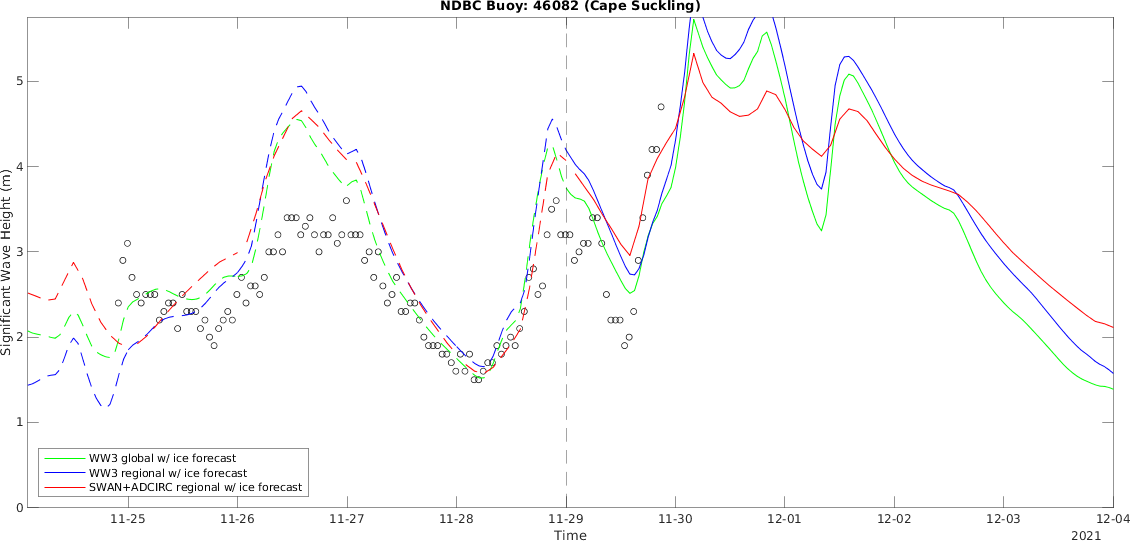 NDBC Buoy: 46082 (Cape Suckling)
Significant Wave Height (m)
5
4
3
2
1
0
WW3 global w/ ice forecast
WW3 regional w/ ice forecast
SWAN+ADCIRC regional w/ ice forecast
11-25 11-26 11-27 11-28 11-29 11-30 12-01 12-02 12-03 12-04
Time
2021